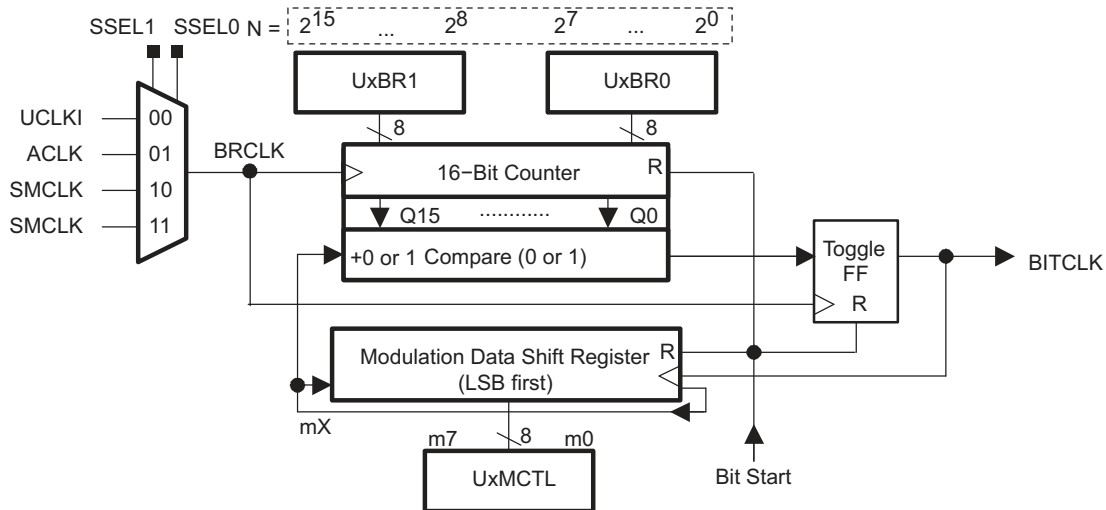 SSEL1 SSEL0 N = 2^15 ... 2^8 2^7 ... 2^0
UxBR1
UxBR0
8
8
UCLKI
ACLK
SMCLK
SMCLK
00
01
10
11
BRCLK
16−Bit Counter
R
Q15 ............ Q0
+0 or 1 Compare (0 or 1)
Toggle
FF
R
BITCLK
Modulation Data Shift Register
(LSB first)
R
mX
m7 8 m0
UxMCTL
Bit Start